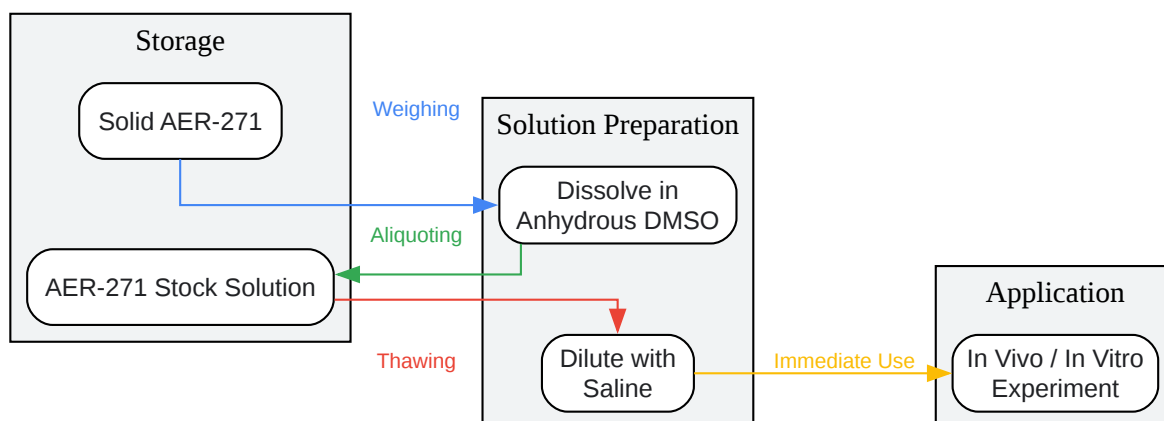 Storage
Solid AER-271
Weighing
Solution Preparation
Dissolve in
Anhydrous DMSO
Aliquoting
AER-271 Stock Solution
Thawing
Dilute with
Saline
Immediate Use
Application
In Vivo / In Vitro
Experiment